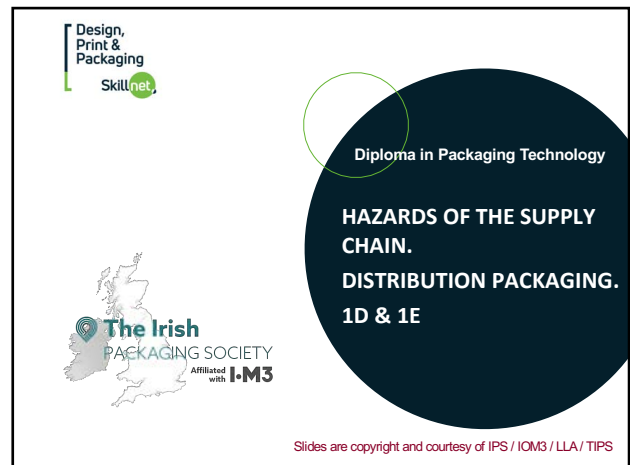 Design,
Print &
Packaging
Skillnet
Diploma in Packaging Technology
HAZARDS OF THE SUPPLY
CHAIN.
DISTRIBUTION PACKAGING.
1D & 1E
The Irish
PACKAGING SOCIETY
Affiliated
with I•M3
Slides are copyright and courtesy of IPS / IOM3 / LLA / TIPS